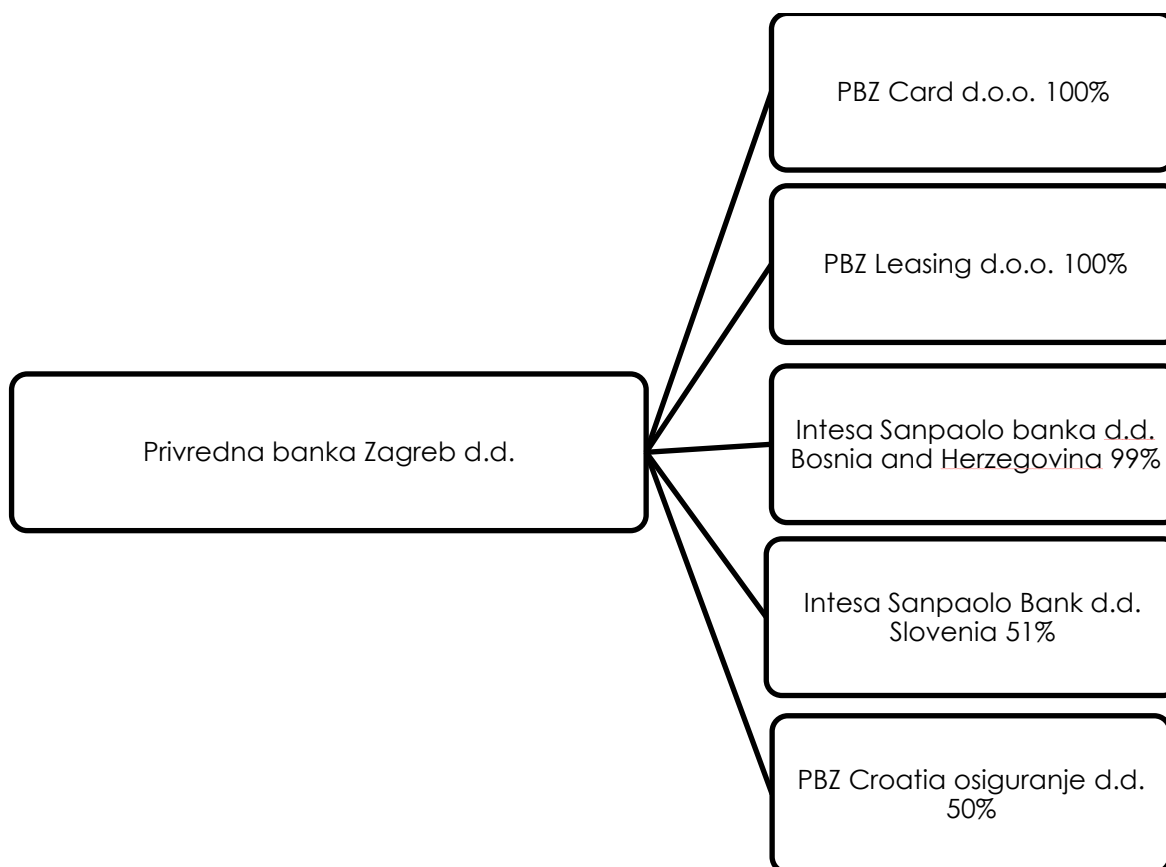 PBZ Card d.o.o. 100%
PBZ Leasing d.o.o. 100%
Privredna banka Zagreb d.d.
Intesa Sanpaolo banka d.d.
Bosnia and Herzegovina 99%
Intesa Sanpaolo Bank d.d.
Slovenia 51%
PBZ Croatia osiguranje d.d.
50%